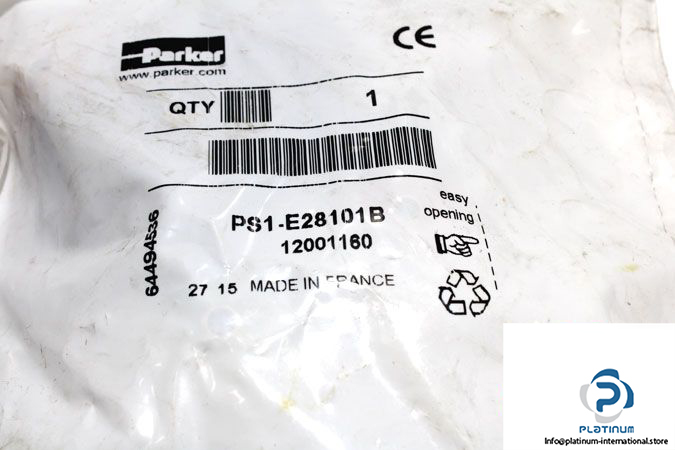 Parker
www.parker.com
CE
QTY 1
PS1-E28101B
12001160
64494536
easy
opening
27 15 MADE IN FRANCE
PLATINUM
Info@platinum-international.store